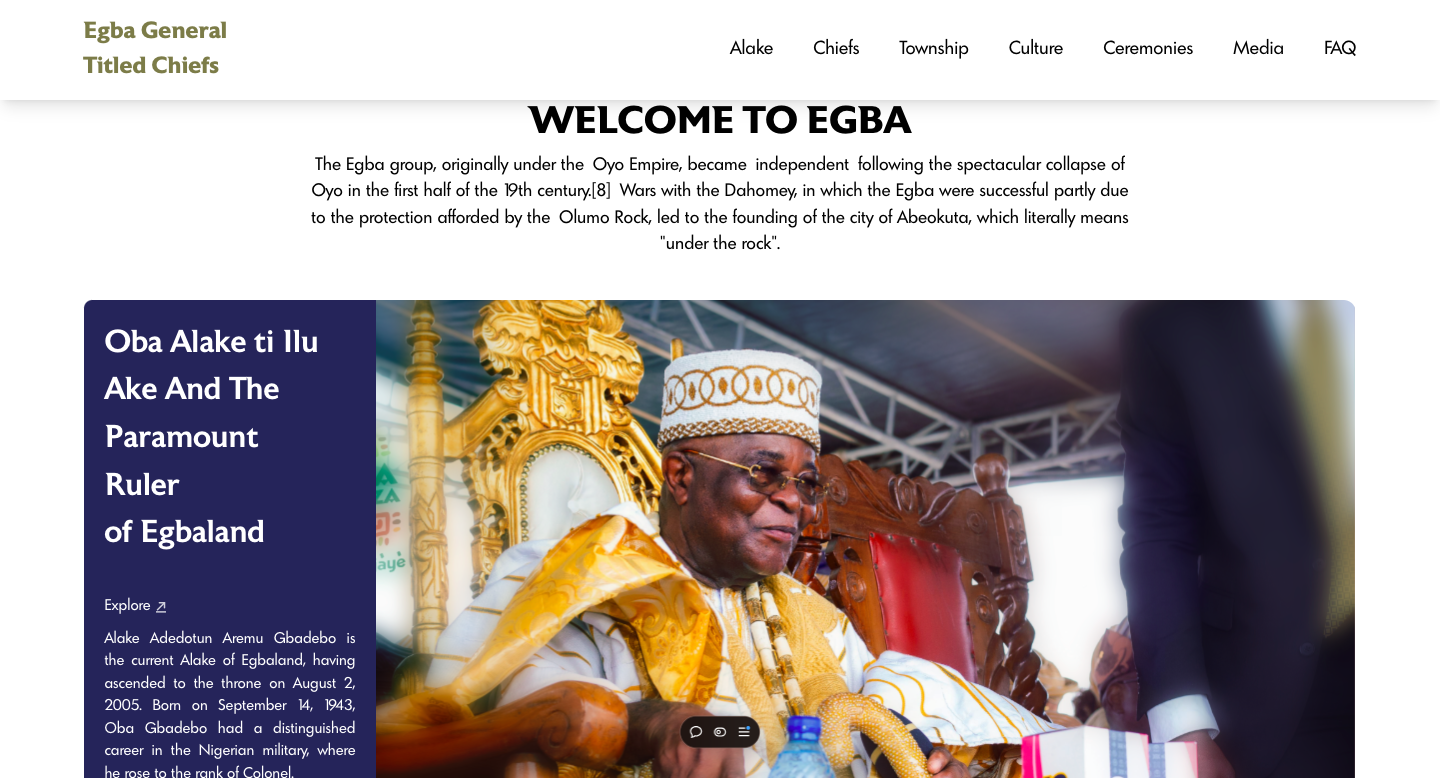 Egba General
Titled Chiefs
Alake
Chiefs
Township
Culture
Ceremonies
Media
FAQ
WELCOME TO EGBA
The Egba group, originally under the Oyo Empire, became independent following the spectacular collapse of
Oyo in the first half of the 19th century.[8] Wars with the Dahomey, in which the Egba were successful partly due
to the protection afforded by the Olumo Rock, led to the founding of the city of Abeokuta, which literally means
"under the rock".
Oba Alake ti Ilu
Ake And The
Paramount
Ruler
of Egbaland
Explore
Alake Adedotun Aremu Gbadebo is
the current Alake of Egbaland, having
ascended to the throne on August 2,
2005. Born on September 14, 1943,
Oba Gbadebo had a distinguished
career in the Nigerian military, where
he rose to the rank of Colonel.